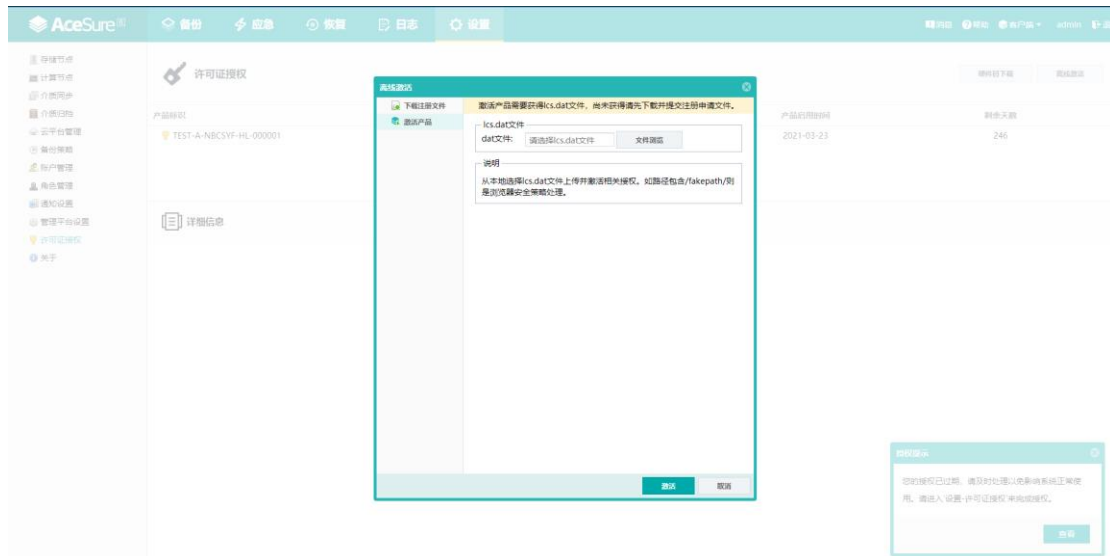 AceSure
备份
应急
恢复
日志
设置
消息
帮助
客户端
admin
存储节点
计算节点
介质同步
介质归档
云平台管理
备份策略
账户管理
角色管理
通知设置
管理平台设置
许可证授权
关于
许可证授权
离线激活
产品标识
产品启用时间
剩余天数
TEST-A-NBCSYF-HL-000001
2021-03-23
246
详细信息
离线激活
下载注册文件
激活产品
激活产品需要获得lcs.dat文件，尚未获得请先下载并提交注册申请文件。
lcs.dat文件
dat文件:
请选择lcs.dat文件
文件浏览
说明
从本地选择lcs.dat文件上传并激活相关授权。如路径包含/fakepath/则
是浏览器安全策略处理。
激活
取消
授权提示
您的授权已过期，请及时处理以免影响系统正常使
用。请进入'设置-许可证授权'来完成授权。
查看